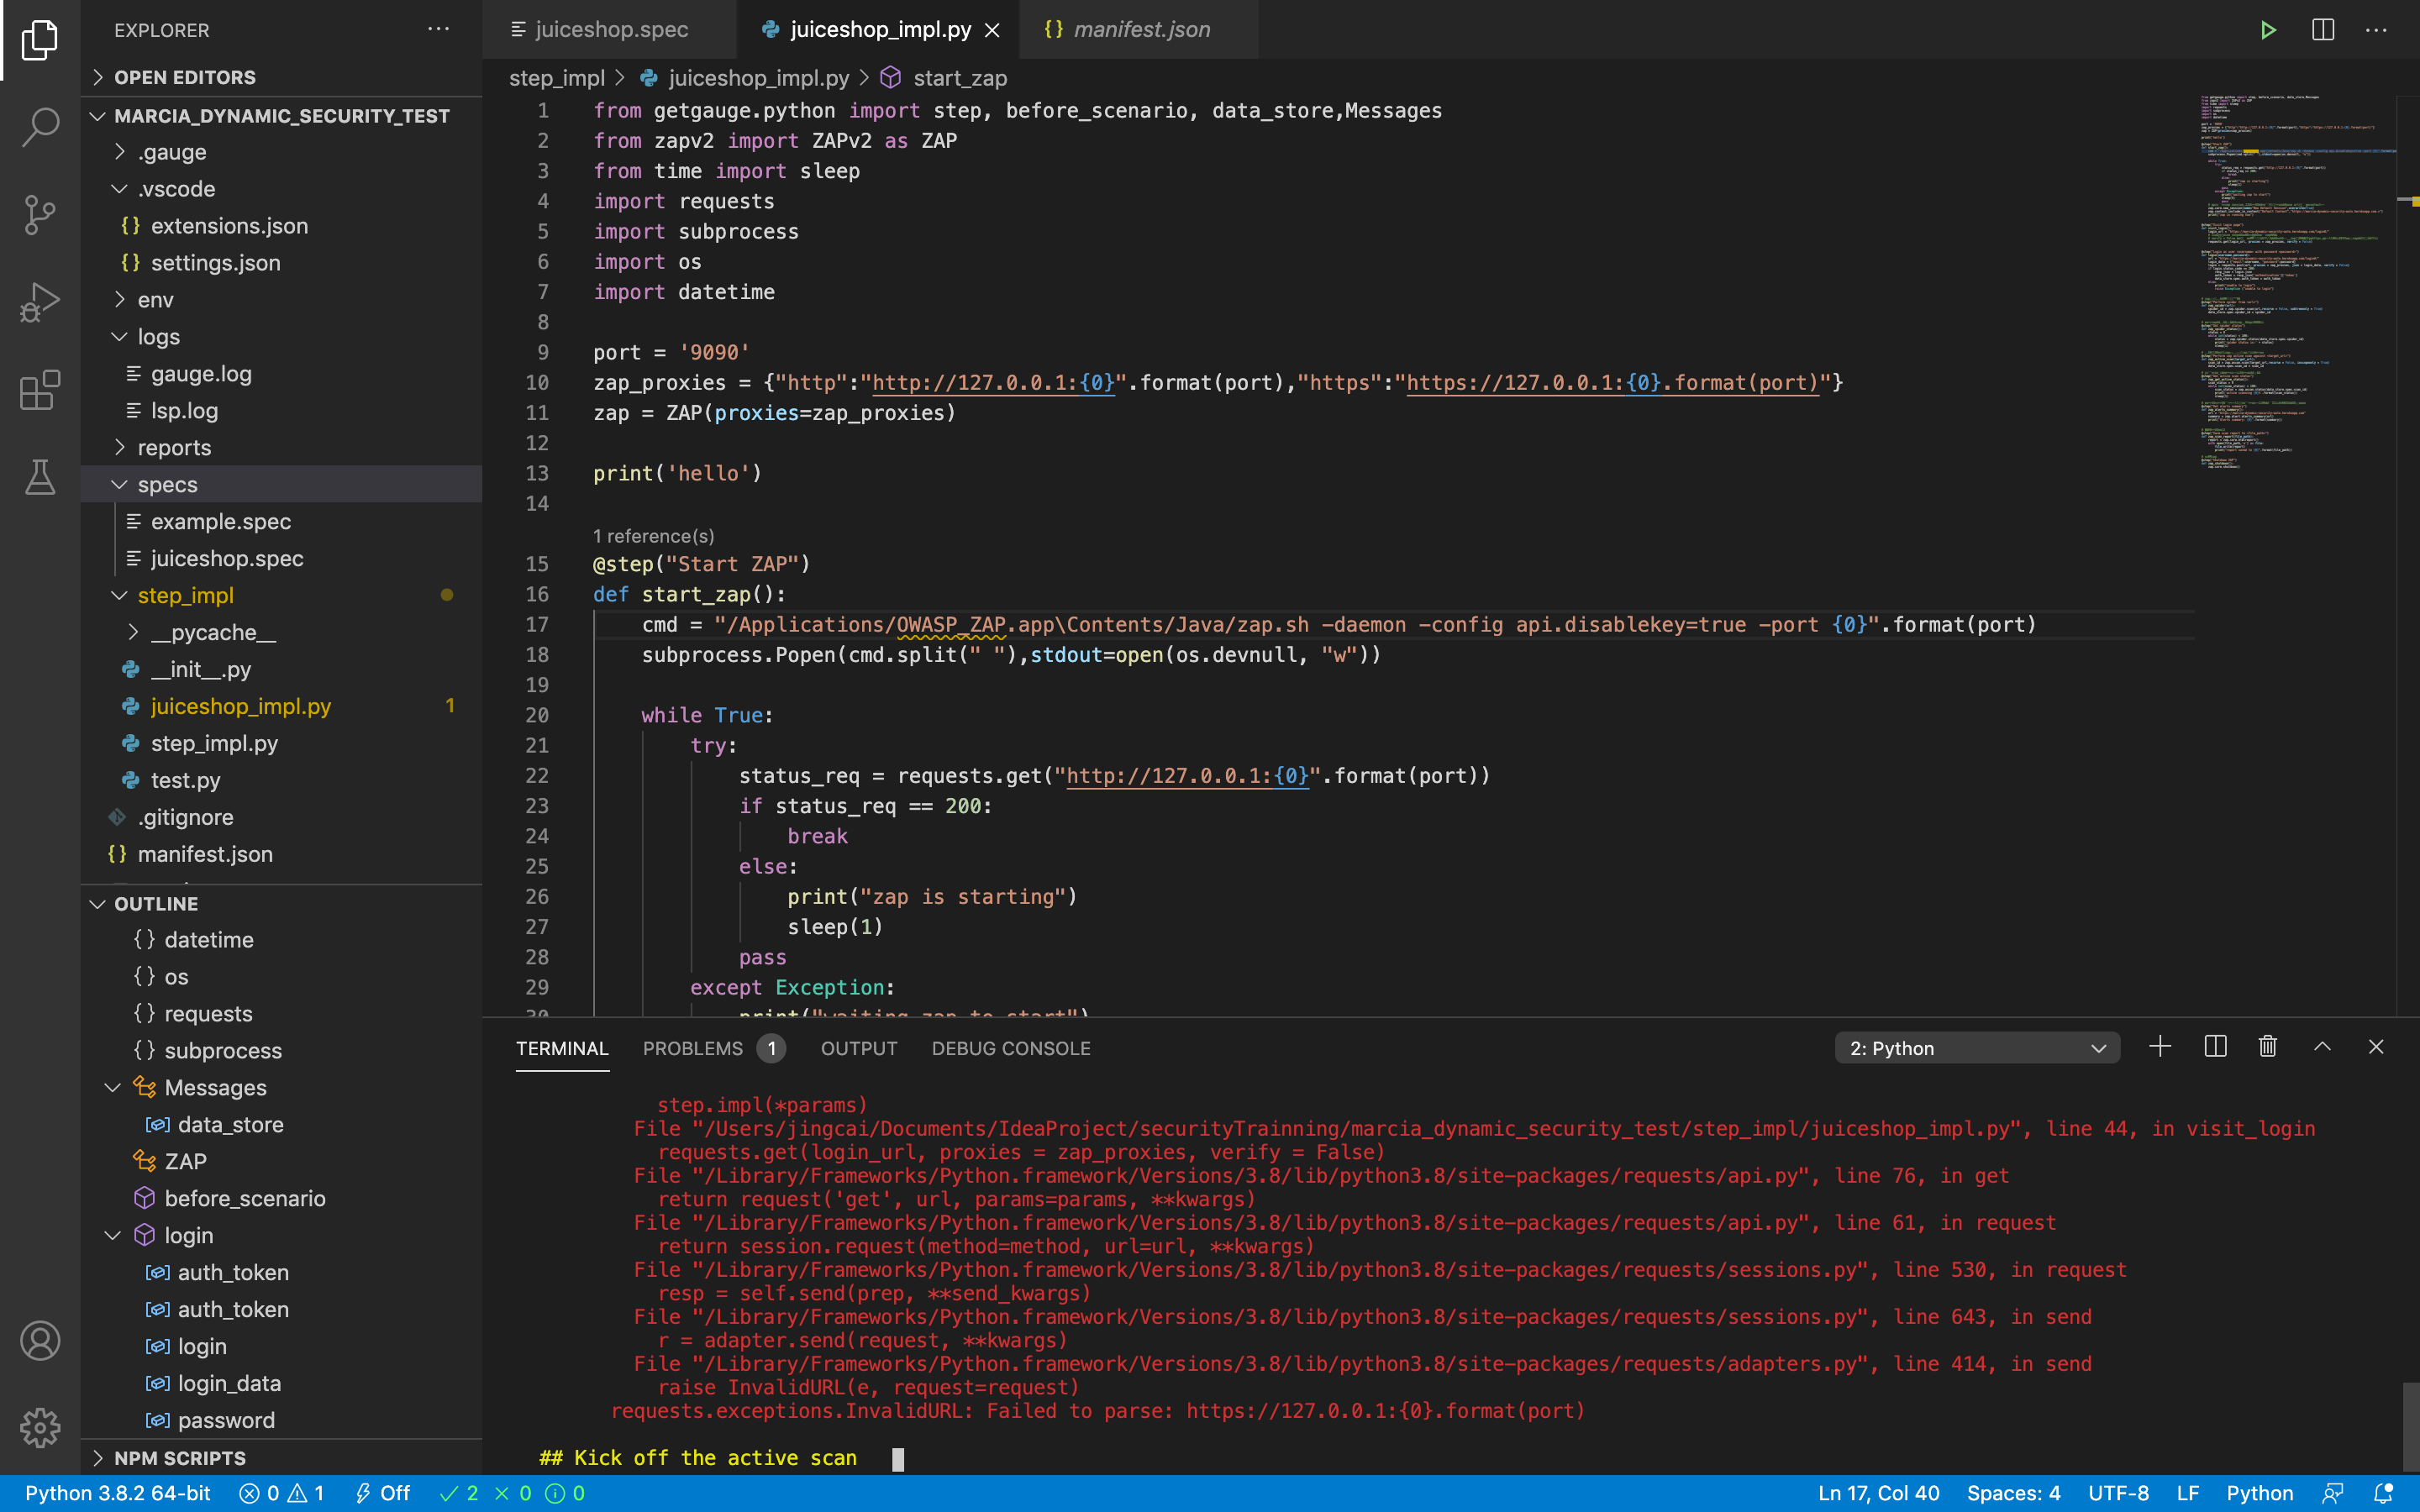 EXPLORER
OPEN EDITORS
MARCIA_DYNAMIC_SECURITY_TEST
.gauge
.vscode
{} extensions.json
{} settings.json
env
logs
gauge.log
lsp.log
reports
specs
example.spec
juiceshop.spec
step_impl
__pycache__
__init__.py
juiceshop_impl.py 1
step_impl.py
test.py
.gitignore
{} manifest.json
OUTLINE
{} datetime
{} os
{} requests
{} subprocess
Messages
data_store
ZAP
before_scenario
login
auth_token
auth_token
login
login_data
password
NPM SCRIPTS
juiceshop.spec
juiceshop_impl.py
{} manifest.json
step_impl > juiceshop_impl.py > start_zap
1 from getgauge.python import step, before_scenario, data_store,Messages
2 from zapv2 import ZAPv2 as ZAP
3 from time import sleep
4 import requests
5 import subprocess
6 import os
7 import datetime
8
9 port = '9090'
10 zap_proxies = {"http":"http://127.0.0.1:{0}".format(port),"https":"https://127.0.0.1:{0}.format(port)"}
11 zap = ZAP(proxies=zap_proxies)
12
13 print('hello')
14
1 reference(s)
15 @step("Start ZAP")
16 def start_zap():
17 cmd = "/Applications/OWASP_ZAP.app\Contents/Java/zap.sh -daemon -config api.disablekey=true -port {0}".format(port)
18 subprocess.Popen(cmd.split(" "),stdout=open(os.devnull, "w"))
19
20 while True:
21 try:
22 status_req = requests.get("http://127.0.0.1:{0}".format(port))
23 if status_req == 200:
24 break
25 else:
26 print("zap is starting")
27 sleep(1)
28 pass
29 except Exception:
30 print("waiting zap to start")
TERMINAL PROBLEMS 1 OUTPUT DEBUG CONSOLE 2: Python
step.impl(*params)
File "/Users/jingcai/Documents/IdeaProject/securityTrainning/marcia_dynamic_security_test/step_impl/juiceshop_impl.py", line 44, in visit_login
requests.get(login_url, proxies = zap_proxies, verify = False)
File "/Library/Frameworks/Python.framework/Versions/3.8/lib/python3.8/site-packages/requests/api.py", line 76, in get
return request('get', url, params=params, **kwargs)
File "/Library/Frameworks/Python.framework/Versions/3.8/lib/python3.8/site-packages/requests/api.py", line 61, in request
return session.request(method=method, url=url, **kwargs)
File "/Library/Frameworks/Python.framework/Versions/3.8/lib/python3.8/site-packages/requests/sessions.py", line 530, in request
resp = self.send(prep, **send_kwargs)
File "/Library/Frameworks/Python.framework/Versions/3.8/lib/python3.8/site-packages/requests/sessions.py", line 643, in send
r = adapter.send(request, **kwargs)
File "/Library/Frameworks/Python.framework/Versions/3.8/lib/python3.8/site-packages/requests/adapters.py", line 414, in send
raise InvalidURL(e, request=request)
requests.exceptions.InvalidURL: Failed to parse: https://127.0.0.1:{0}.format(port)
## Kick off the active scan
Python 3.8.2 64-bit 0 1 Off 2 0 0 Ln 17, Col 40 Spaces: 4 UTF-8 LF Python